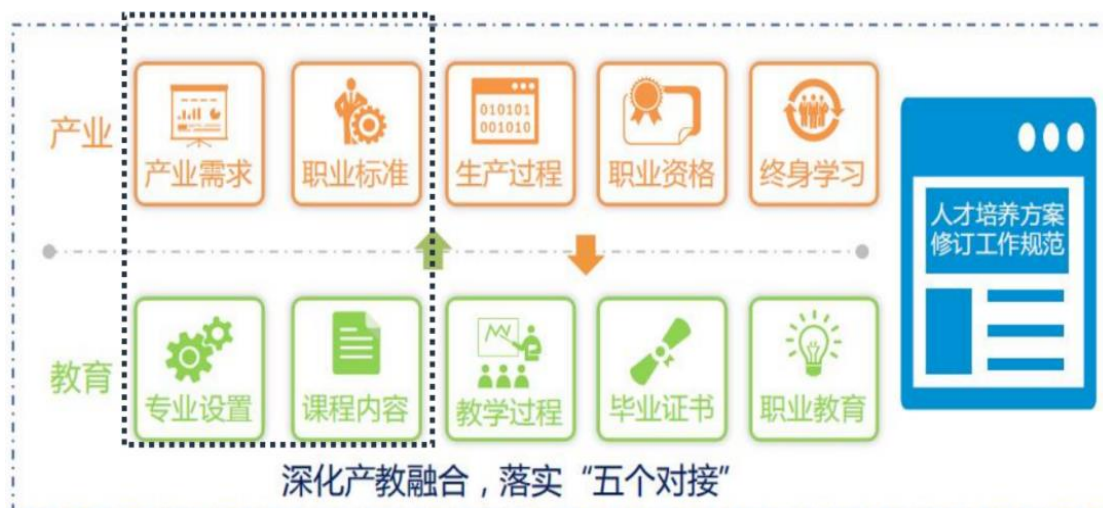 产业
产业需求
职业标准
010101
001010
生产过程
职业资格
终身学习
人才培养方案
修订工作规范
教育
专业设置
课程内容
教学过程
毕业证书
职业教育
深化产教融合，落实“五个对接”